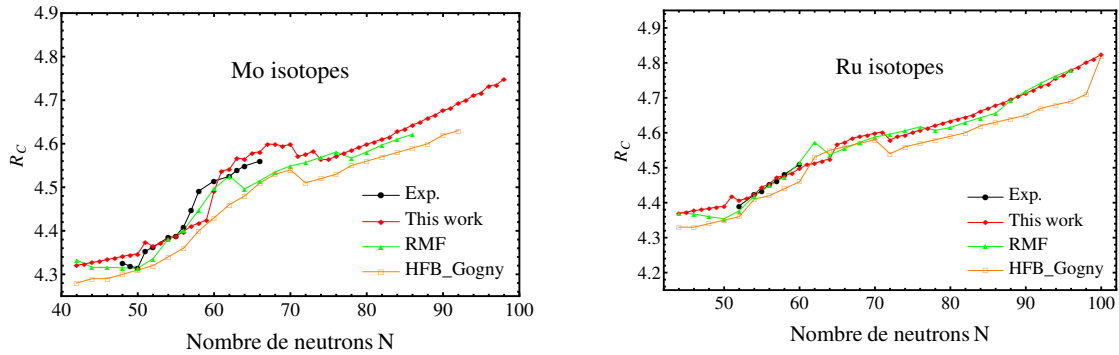 4.9
4.8
4.7
4.6
4.5
4.4
4.3
R_C
Mo isotopes
Exp.
This work
RMF
HFB_Gogny
40 50 60 70 80 90 100
Nombre de neutrons N
4.9
4.8
4.7
4.6
4.5
4.4
4.3
4.2
R_C
Ru isotopes
Exp.
This work
RMF
HFB_Gogny
50 60 70 80 90 100
Nombre de neutrons N